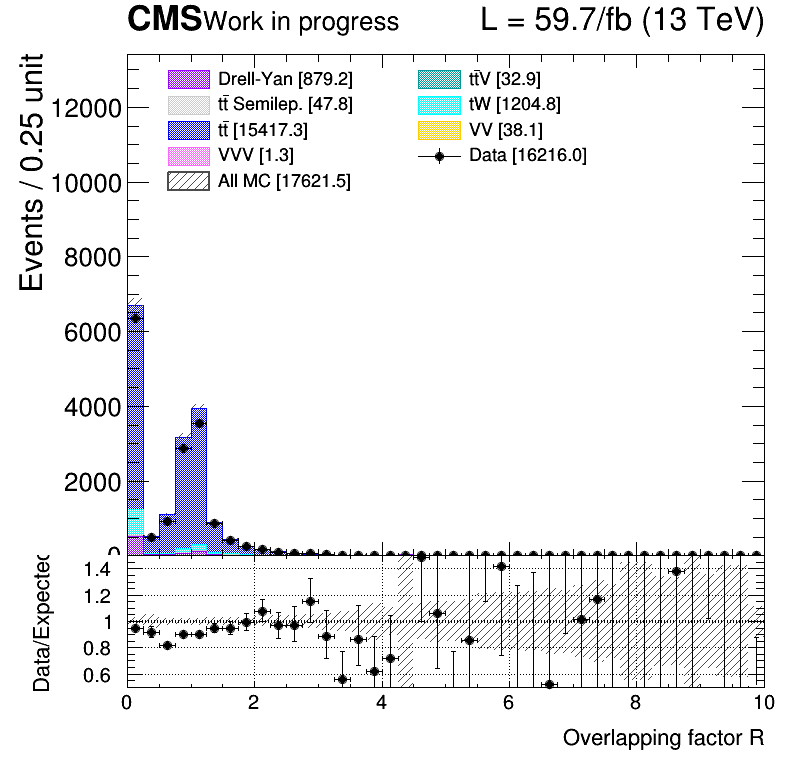 CMS Work in progress L = 59.7/fb (13 TeV)
Events / 0.25 unit
12000
10000
8000
6000
4000
2000
0
Drell-Yan [879.2]
tt̄ Semilep. [47.8]
tt̄ [15417.3]
VVV [1.3]
All MC [17621.5]
tt̄V [32.9]
tW [1204.8]
VV [38.1]
Data [16216.0]
Data/Expected
1.4
1.2
1
0.8
0.6
0 2 4 6 8 10
Overlapping factor R